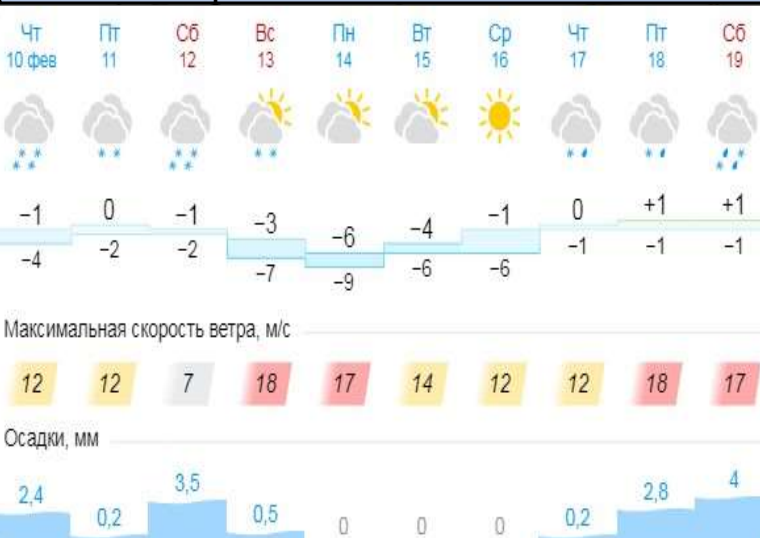 Чт Пт Сб Вс Пн Вт Ср Чт Пт Сб
10 фев 11 12 13 14 15 16 17 18 19
−1 0 −1 −3 −6 −4 −1 0 +1 +1
−4 −2 −2 −7 −9 −6 −6 −1 −1 −1
Максимальная скорость ветра, м/с
12 12 7 18 17 14 12 12 18 17
Осадки, мм
2,4 0,2 3,5 0,5 0 0 0 0,2 2,8 4